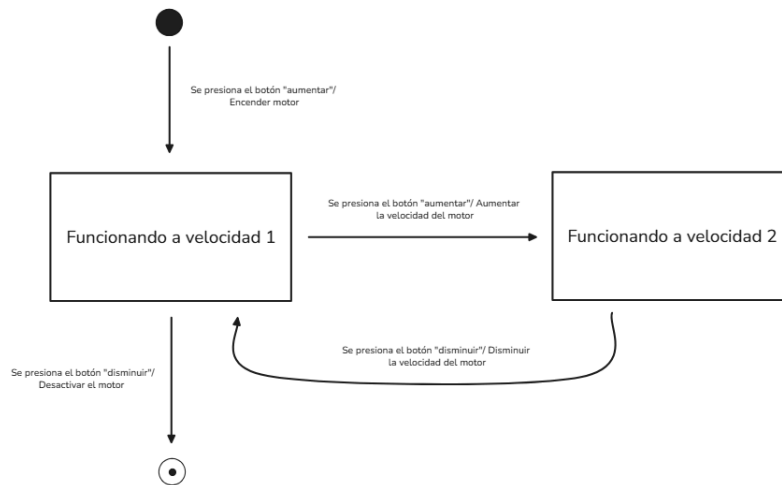 Se presiona el botón "aumentar"/
Encender motor
Funcionando a velocidad 1
Se presiona el botón "aumentar"/ Aumentar
la velocidad del motor
Funcionando a velocidad 2
Se presiona el botón "disminuir"/ Disminuir
la velocidad del motor
Se presiona el botón "disminuir"/
Desactivar el motor